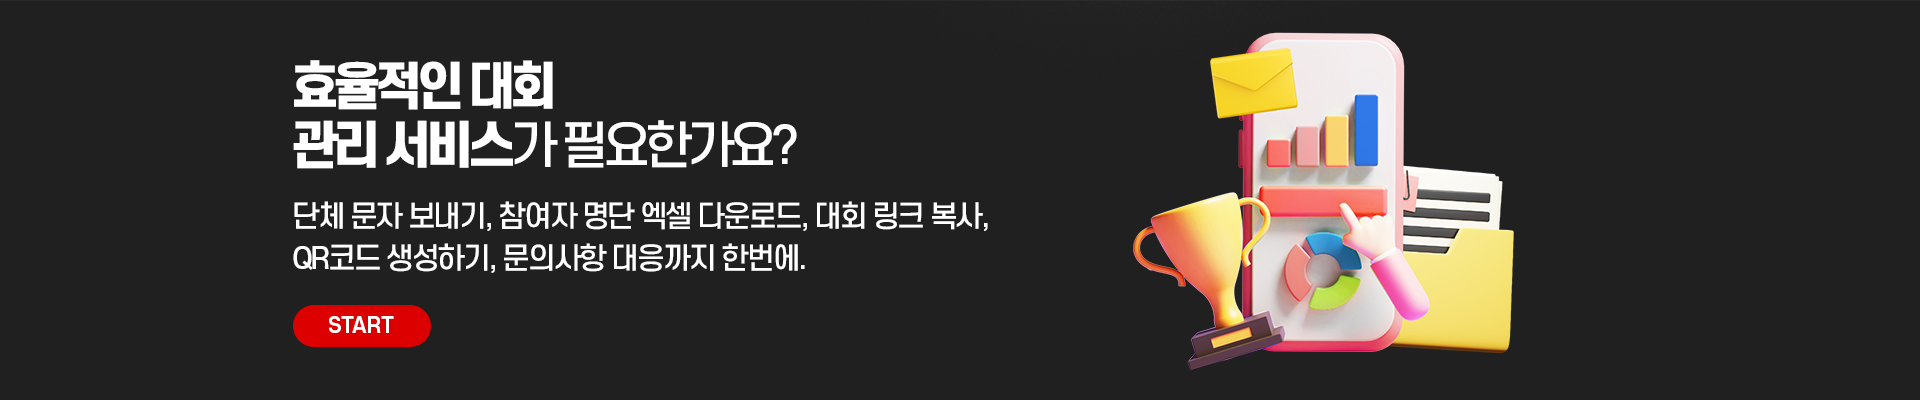 효율적인 대회
관리 서비스가 필요한가요?
단체 문자 보내기, 참여자 명단 엑셀 다운로드, 대회 링크 복사,
QR코드 생성하기, 문의사항 대응까지 한번에.
START